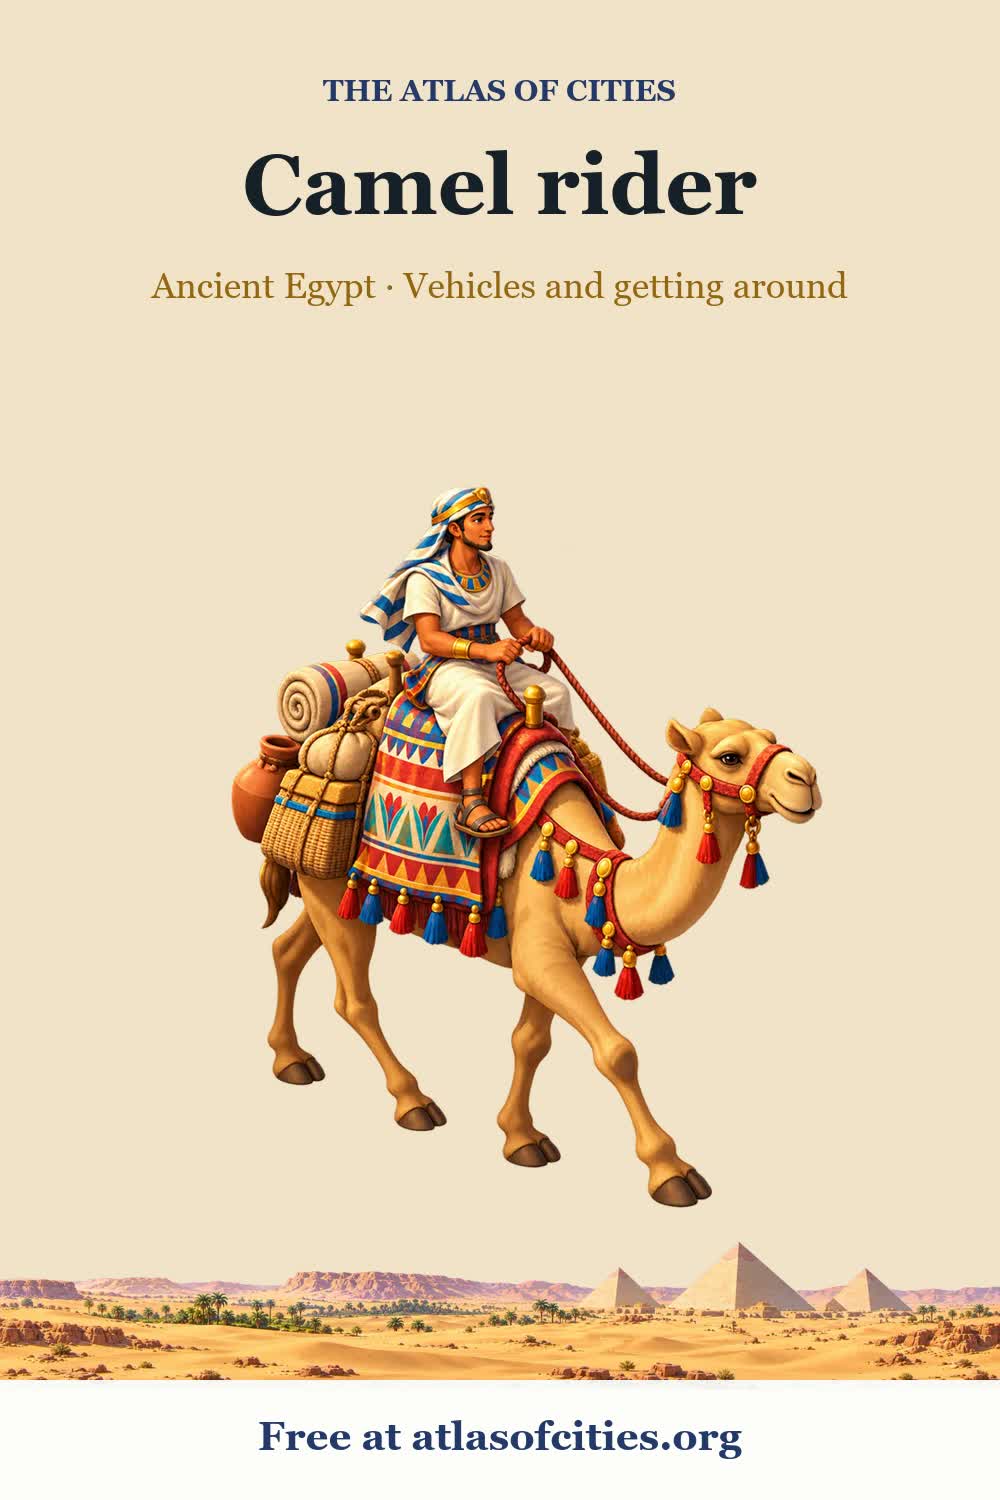 THE ATLAS OF CITIES
Camel rider
Ancient Egypt · Vehicles and getting around
Free at atlasofcities.org